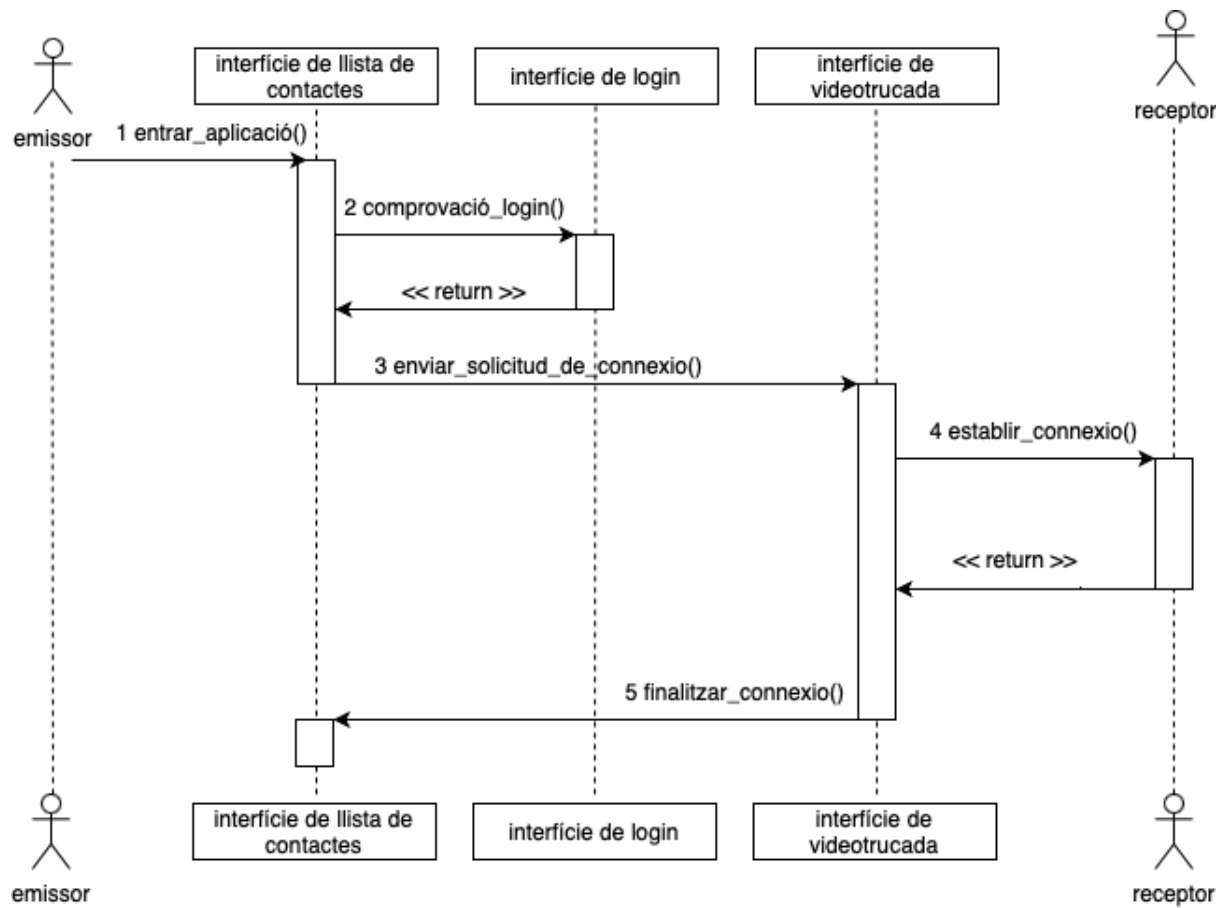 interfície de llista de
contactes
interfície de login
interfície de
videotrucada
emissor
receptor
1 entrar_aplicació()
2 comprovació_login()
<< return >>
3 enviar_solicitud_de_connexio()
4 establir_connexio()
<< return >>
5 finalitzar_connexio()
interfície de llista de
contactes
interfície de login
interfície de
videotrucada
emissor
receptor